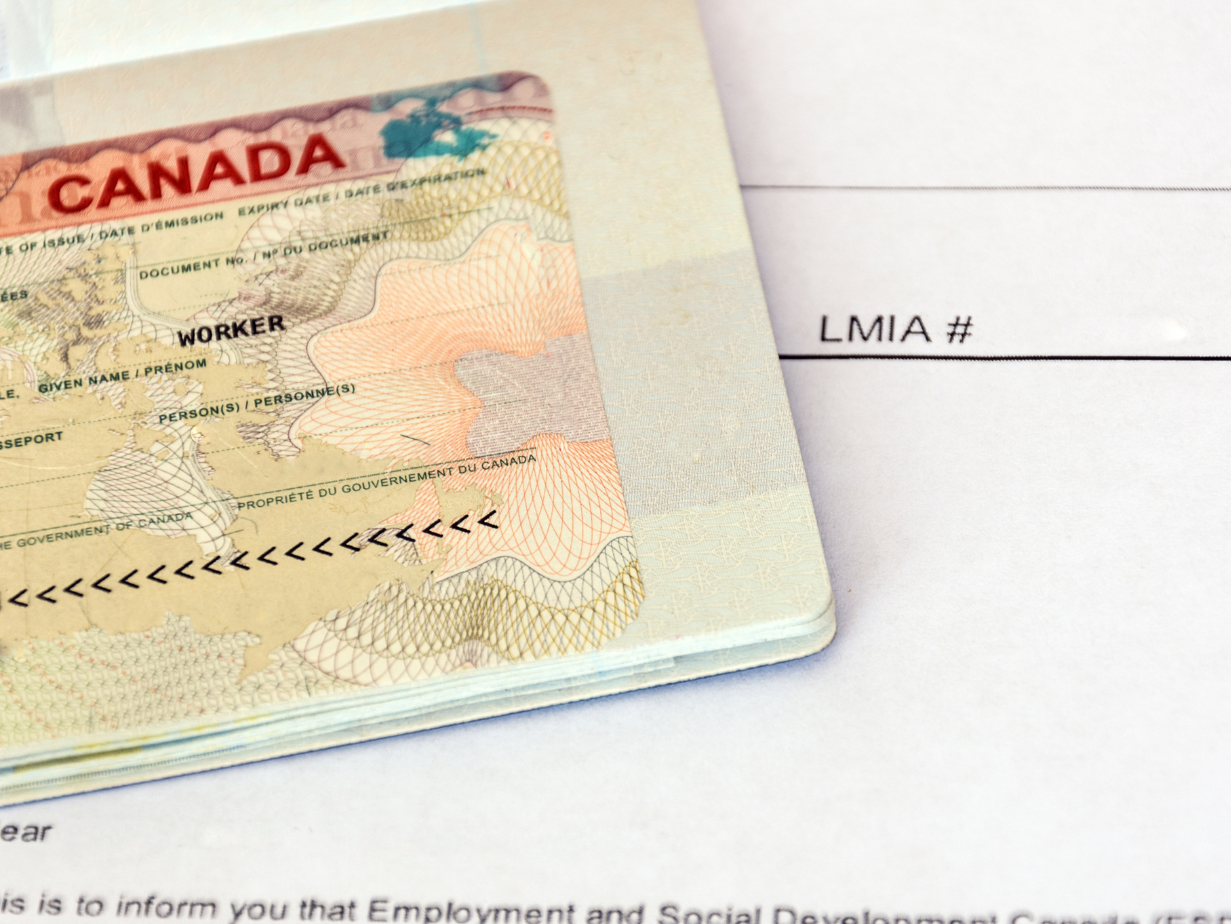 CANADA
TE OF ISSUE / DATE D'ÉMISSION EXPIRY DATE / DATE D'EXPIRATION
DOCUMENT No. / Nº DU DOCUMENT
ÉES
WORKER
LE, GIVEN NAME / PRÉNOM
PERSON(S) / PERSONNE(S)
SSEPORT
HE GOVERNMENT OF CANADA PROPRIÉTÉ DU GOUVERNEMENT DU CANADA
<<<<<<<<<<<<<<<<<<
LMIA #
ear
is is to inform you that Employment and Social Development